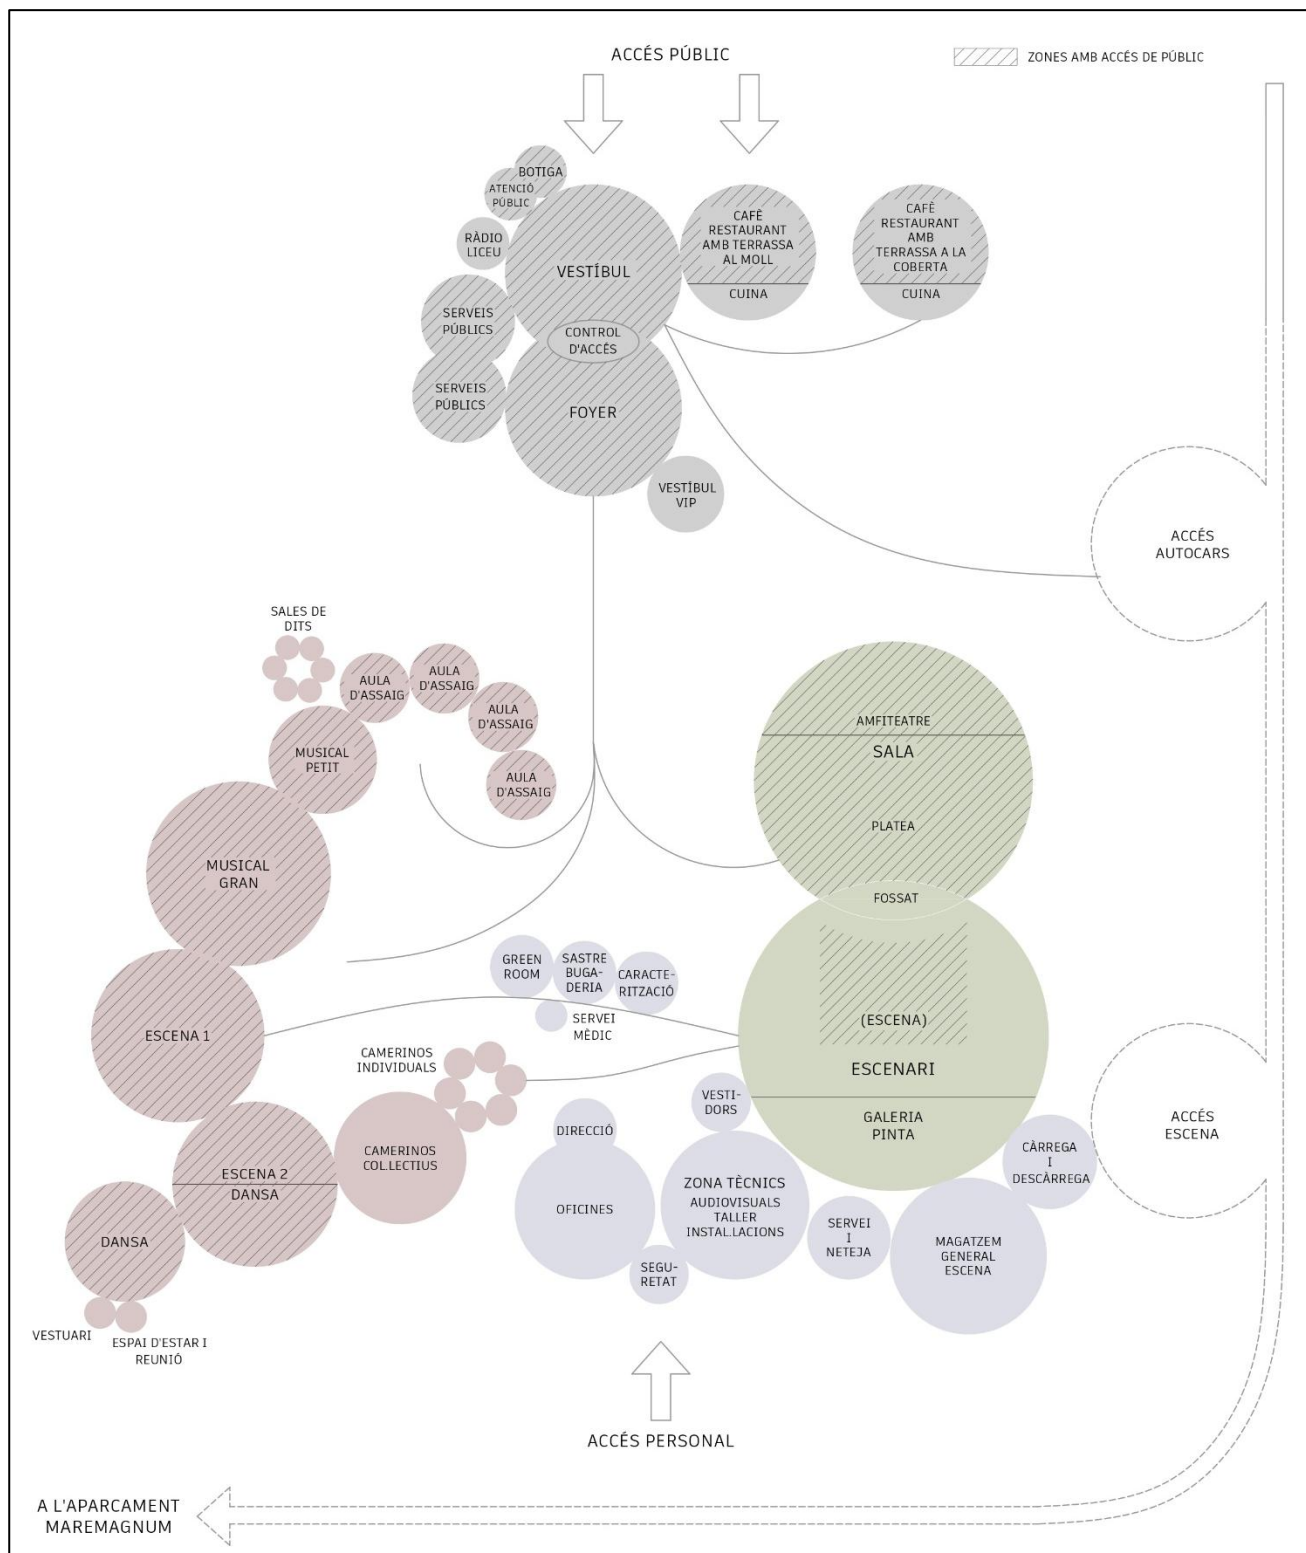 ACCÉS PÚBLIC
ZONES AMB ACCÉS DE PÚBLIC
BOTIGA
ATENCIÓ
PÚBLIC
RÀDIO
LICEU
VESTÍBUL
CAFÊ
RESTAURANT
AMB TERRASSA
AL MOLL
CUINA
CAFÊ
RESTAURANT
AMB
TERRASSA A LA
COBERTA
CUINA
SERVEIS
PÚBLICS
CONTROL
D'ACCÉS
SERVEIS
PÚBLICS
FOYER
VESTÍBUL
VIP
ACCÉS
AUTOCARS
SALES DE
DITS
AULA
D'ASSAIG
AULA
D'ASSAIG
AULA
D'ASSAIG
AULA
D'ASSAIG
MUSICAL
PETIT
MUSICAL
GRAN
AMFITEATRE
SALA
PLATEA
FOSSAT
(ESCENA)
ESCENARI
GALERIA
PINTA
GREEN
ROOM
SASTRE
BUGA-
DERIA
CARACTE-
RITZACIÓ
SERVEI
MÈDIC
ESCENA 1
CAMERINOS
INDIVIDUALS
CAMERINOS
COL.LECTIUS
ESCENA 2
DANSA
DANSA
VESTUARI
ESPAI D'ESTAR I
REUNIÓ
VESTI-
DORS
DIRECCIÓ
OFICINES
ZONA TÈCNICS
AUDIOVISUALS
TALLER
INSTAL.LACIONS
SEGU-
RETAT
SERVEI
I
NETEJA
CÀRREGA
I
DESCÀRREGA
MAGATZEM
GENERAL
ESCENA
ACCÉS
ESCENA
ACCÉS PERSONAL
A L'APARCAMENT
MAREMAGNUM